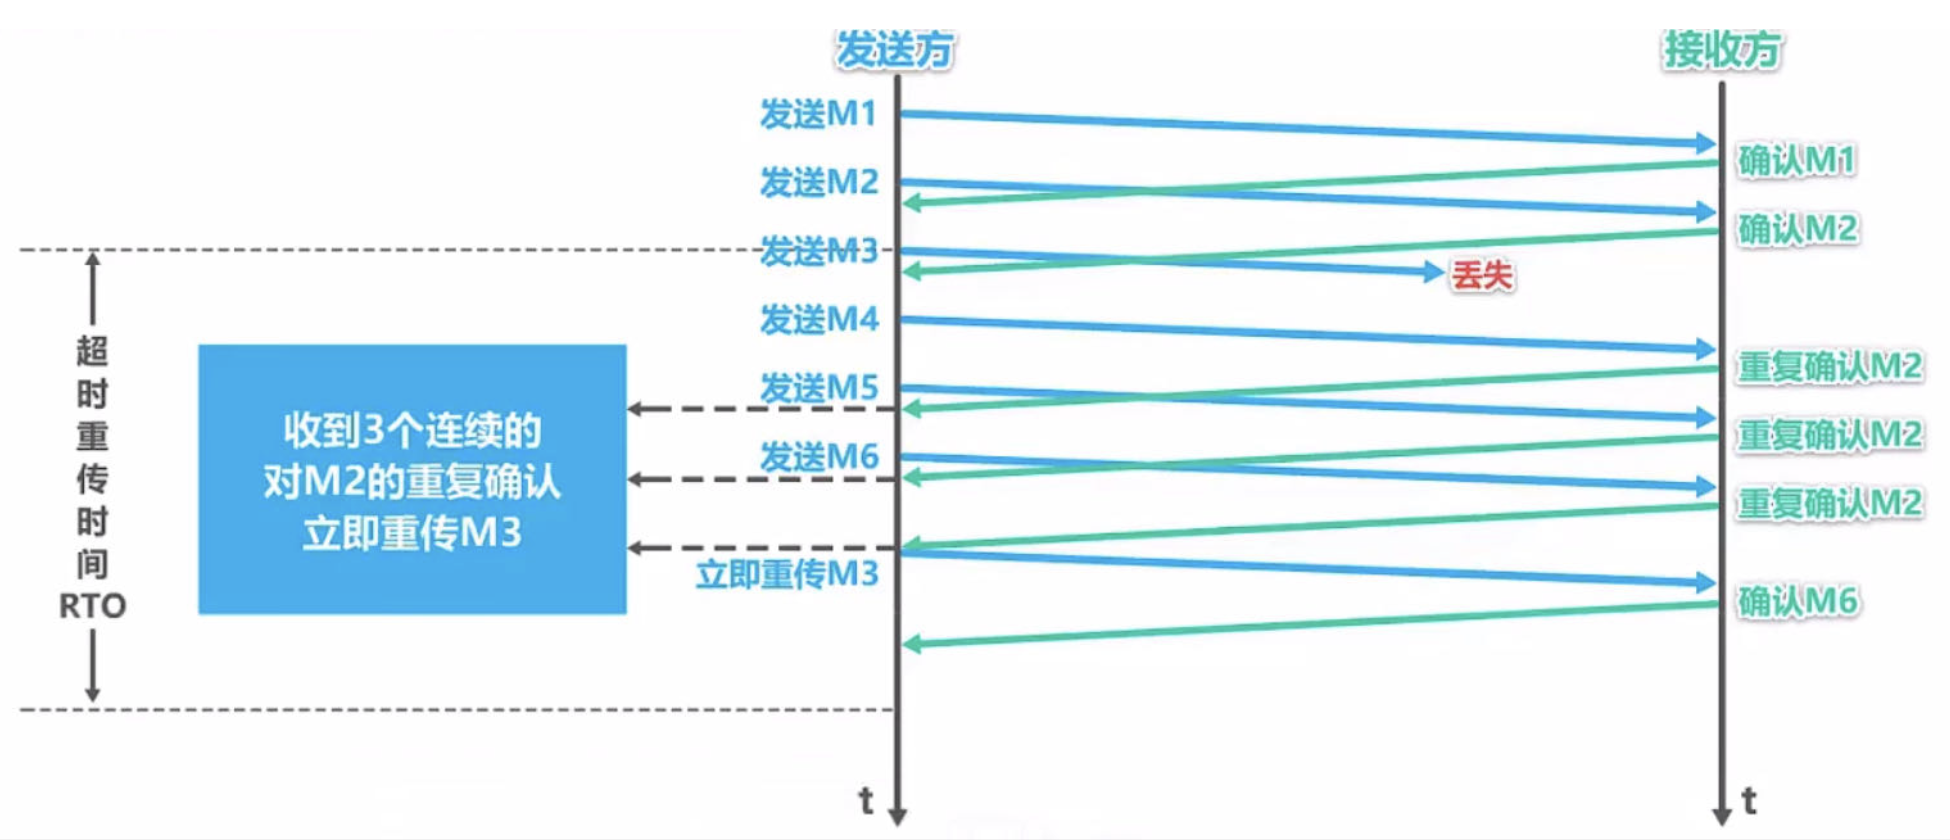 发送方
接收方
发送M1
确认M1
发送M2
确认M2
发送M3
丢失
发送M4
重复确认M2
发送M5
重复确认M2
发送M6
重复确认M2
立即重传M3
确认M6
超时重传时间
RTO
收到3个连续的
对M2的重复确认
立即重传M3
t
t